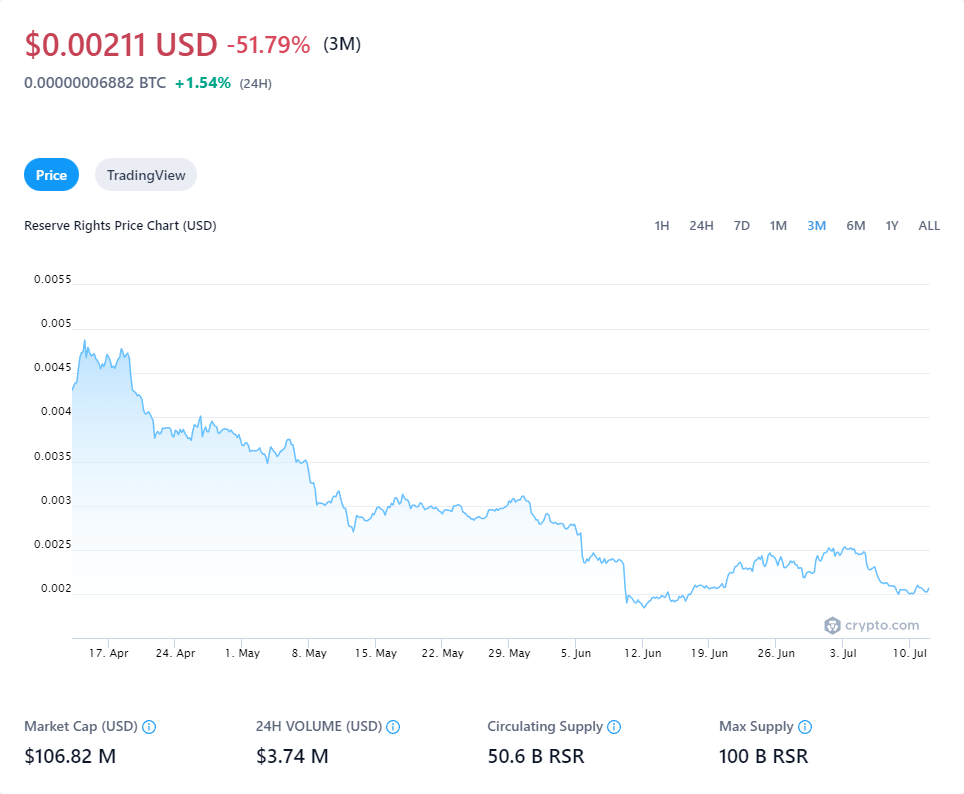 $0.00211 USD -51.79% (3M)
0.00000006882 BTC +1.54% (24H)
Price TradingView
Reserve Rights Price Chart (USD) 1H 24H 7D 1M 3M 6M 1Y ALL
0.0055
0.005
0.0045
0.004
0.0035
0.003
0.0025
0.002
crypto.com
17. Apr 24. Apr 1. May 8. May 15. May 22. May 29. May 5. Jun 12. Jun 19. Jun 26. Jun 3. Jul 10. Jul
Market Cap (USD) 24H VOLUME (USD) Circulating Supply Max Supply
$106.82 M $3.74 M 50.6 B RSR 100 B RSR